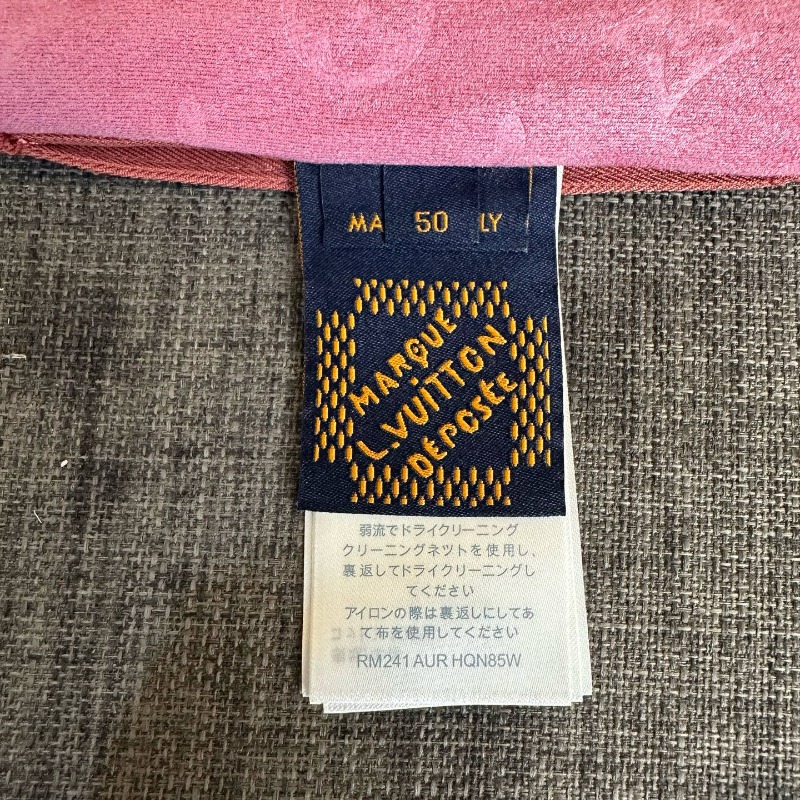 MA 50 LY
MARQUE
L.VUITTON
DÉPOSÉE
弱流でドライクリーニング
クリーニングネツトを使用し、
裏返してドライクリーニングし
てください
アイロンの際は裏返しにしてあ
て布を使用してください
RM241 AUR HQN85W